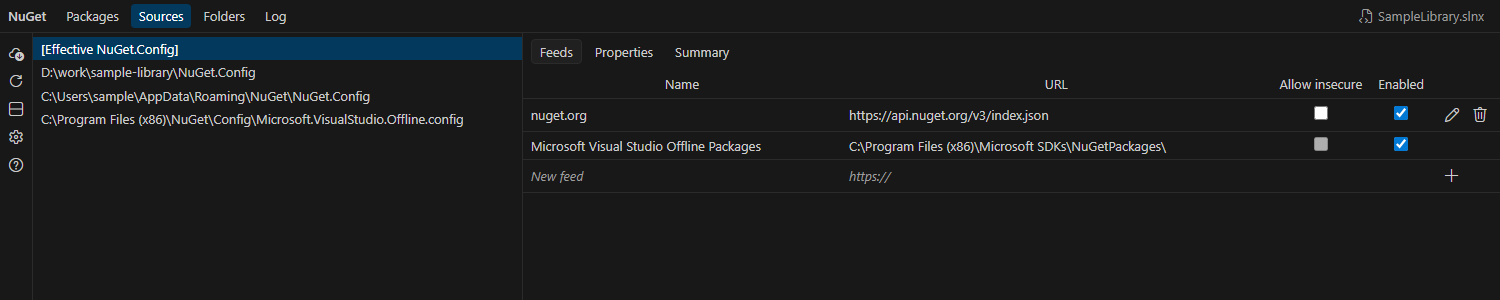 NuGet Packages Sources Folders Log SampleLibrary.slnx
[Effective NuGet.Config]
D:\work\sample-library\NuGet.Config
C:\Users\sample\AppData\Roaming\NuGet\NuGet.Config
C:\Program Files (x86)\NuGet\Config\Microsoft.VisualStudio.Offline.config
Feeds Properties Summary
Name URL Allow insecure Enabled
nuget.org https://api.nuget.org/v3/index.json
Microsoft Visual Studio Offline Packages C:\Program Files (x86)\Microsoft SDKs\NuGetPackages\
New feed https://